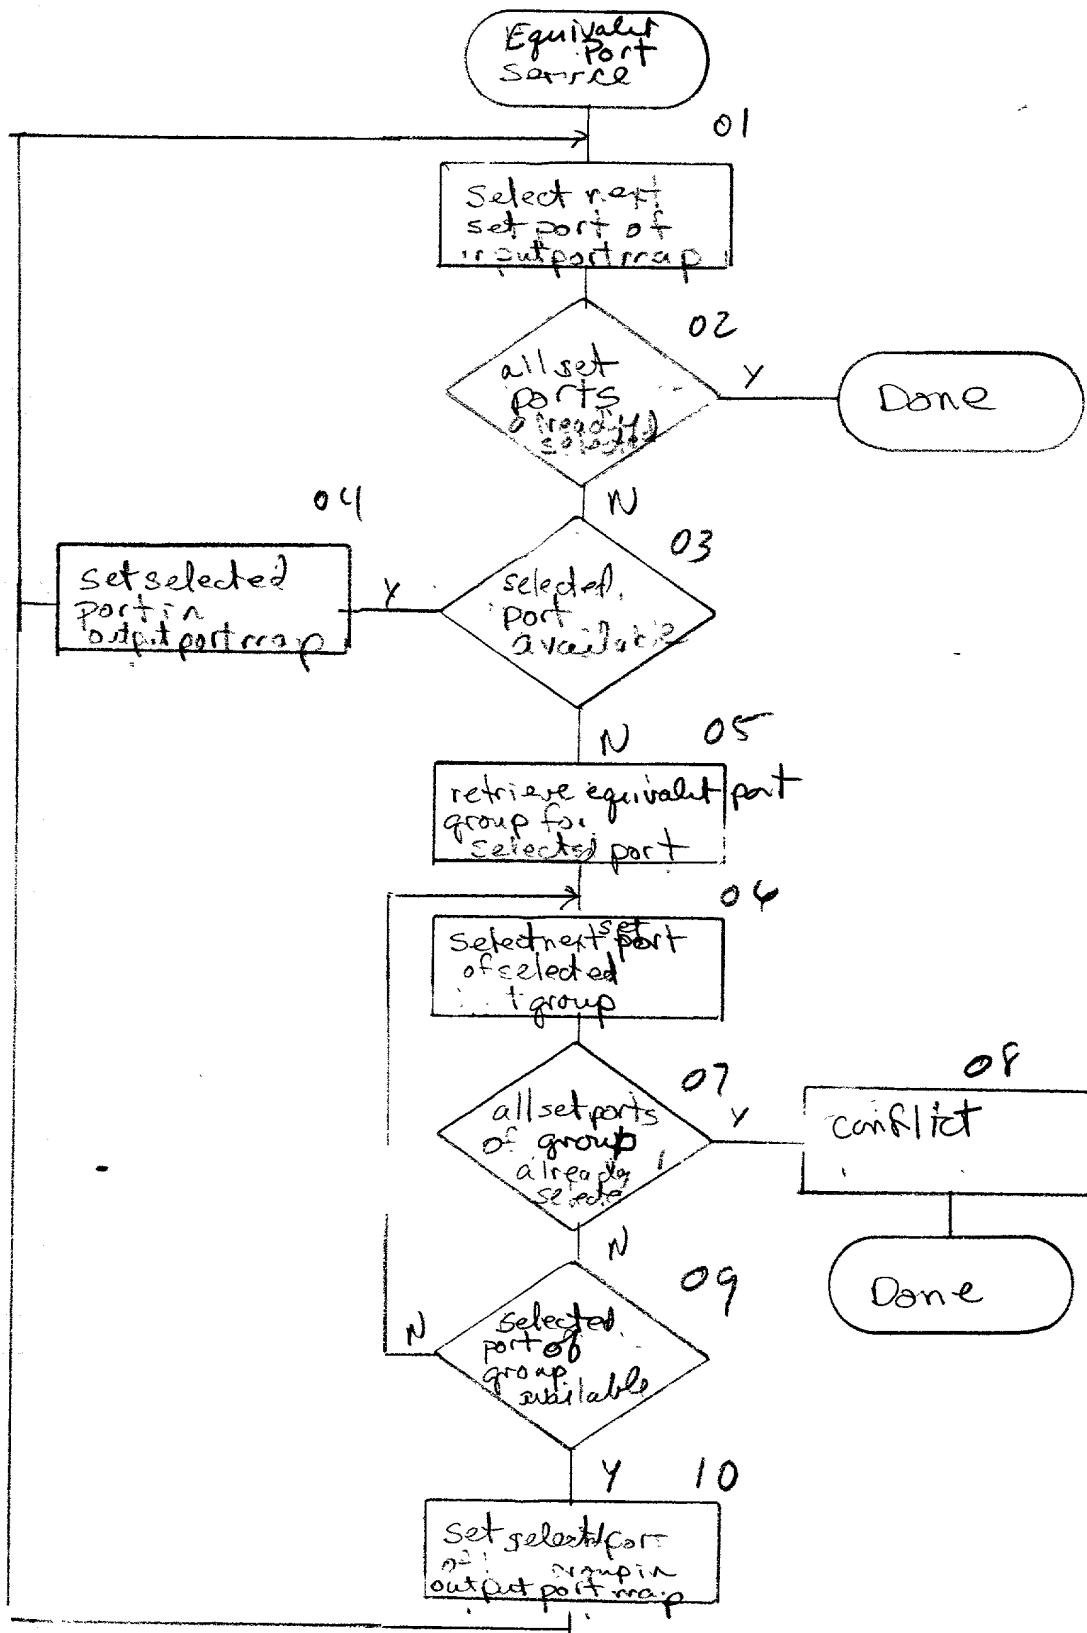 Equivalent
Port
Service
01
Select next
set port of
input port map
02
all set
ports
already
selected
Y
Done
N
04
03
set selected
port in
output port map
Y
selected
port
available
N
05
retrieve equivalent port
group for
selected port
06
Select next set port
of selected
group
07
all set ports
of group
already
selected
Y
08
conflict
N
Done
09
selected
port of
group
available
N
Y
10
Set select port
of group in
output port map